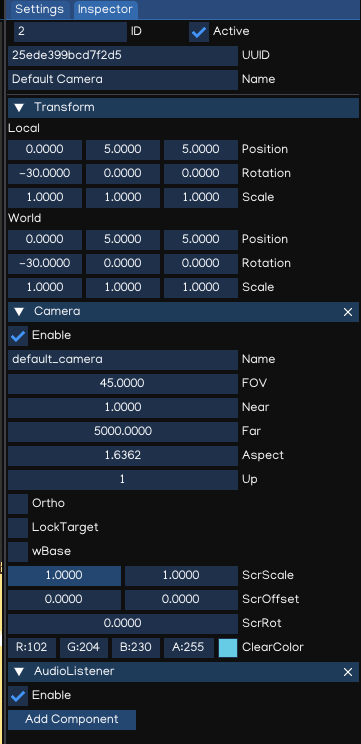 Settings Inspector
2 ID Active
25ede399bcd7f2d5 UUID
Default Camera Name
Transform
Local
0.0000 5.0000 5.0000 Position
-30.0000 0.0000 0.0000 Rotation
1.0000 1.0000 1.0000 Scale
World
0.0000 5.0000 5.0000 Position
-30.0000 0.0000 0.0000 Rotation
1.0000 1.0000 1.0000 Scale
Camera
Enable
default_camera Name
45.0000 FOV
1.0000 Near
5000.0000 Far
1.6362 Aspect
1 Up
Ortho
LockTarget
wBase
1.0000 1.0000 ScrScale
0.0000 0.0000 ScrOffset
0.0000 ScrRot
R:102 G:204 B:230 A:255 ClearColor
AudioListener
Enable
Add Component